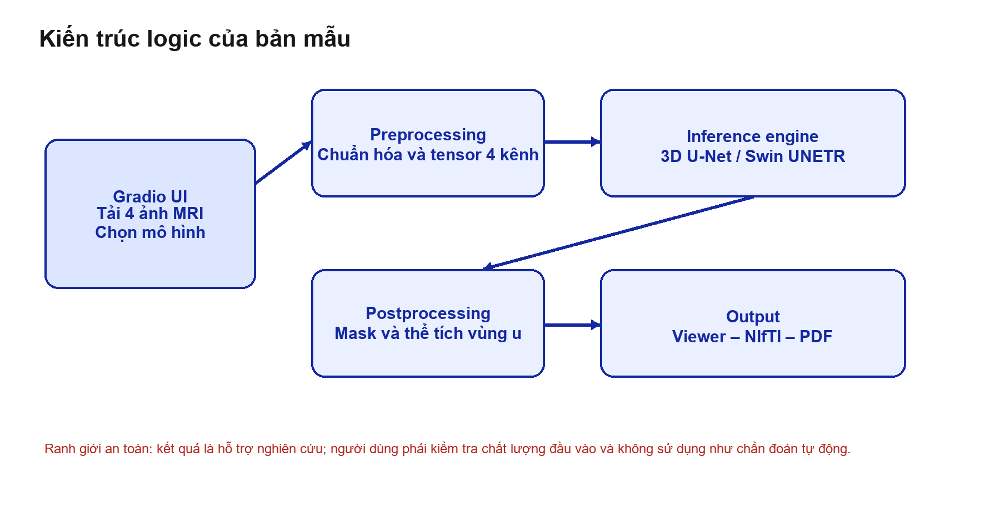 Kiến trúc logic của bản mẫu
Gradio UI
Tải 4 ảnh MRI
Chọn mô hình
Preprocessing
Chuẩn hóa và tensor 4 kênh
Inference engine
3D U-Net / Swin UNETR
Postprocessing
Mask và thể tích vùng u
Output
Viewer – NIfTI – PDF
Ranh giới an toàn: kết quả là hỗ trợ nghiên cứu; người dùng phải kiểm tra chất lượng đầu vào và không sử dụng như chẩn đoán tự động.